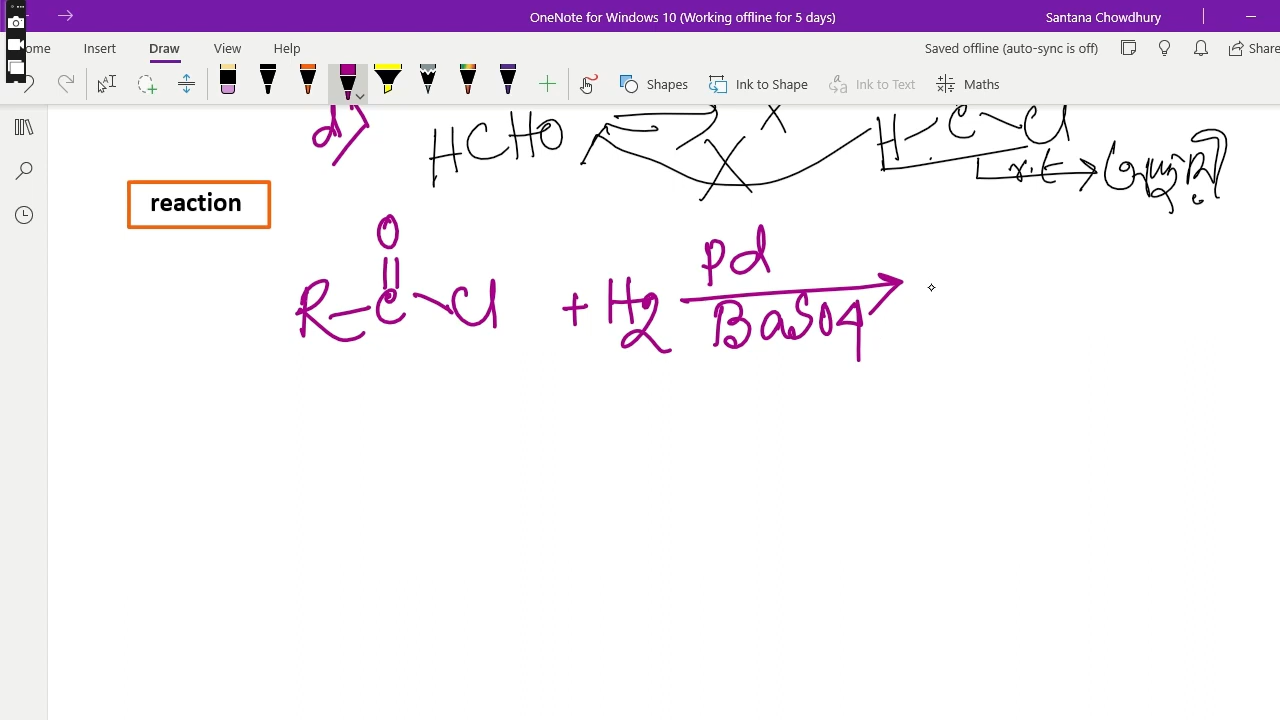 OneNote for Windows 10 (Working offline for 5 days)
Santana Chowdhury
ome Insert Draw View Help
Saved offline (auto-sync is off)
Share
Shapes Ink to Shape Ink to Text Maths
d)
HCHO X H C Cl
X
r.t
reaction
O
R-C-Cl + H2
Pd
BaSO4